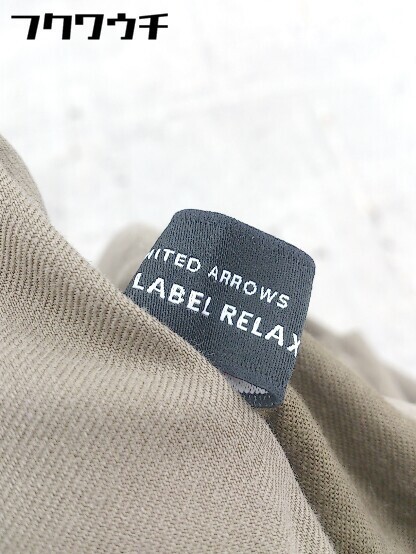 フクワウチ
NITED ARROWS
LABEL RELAX